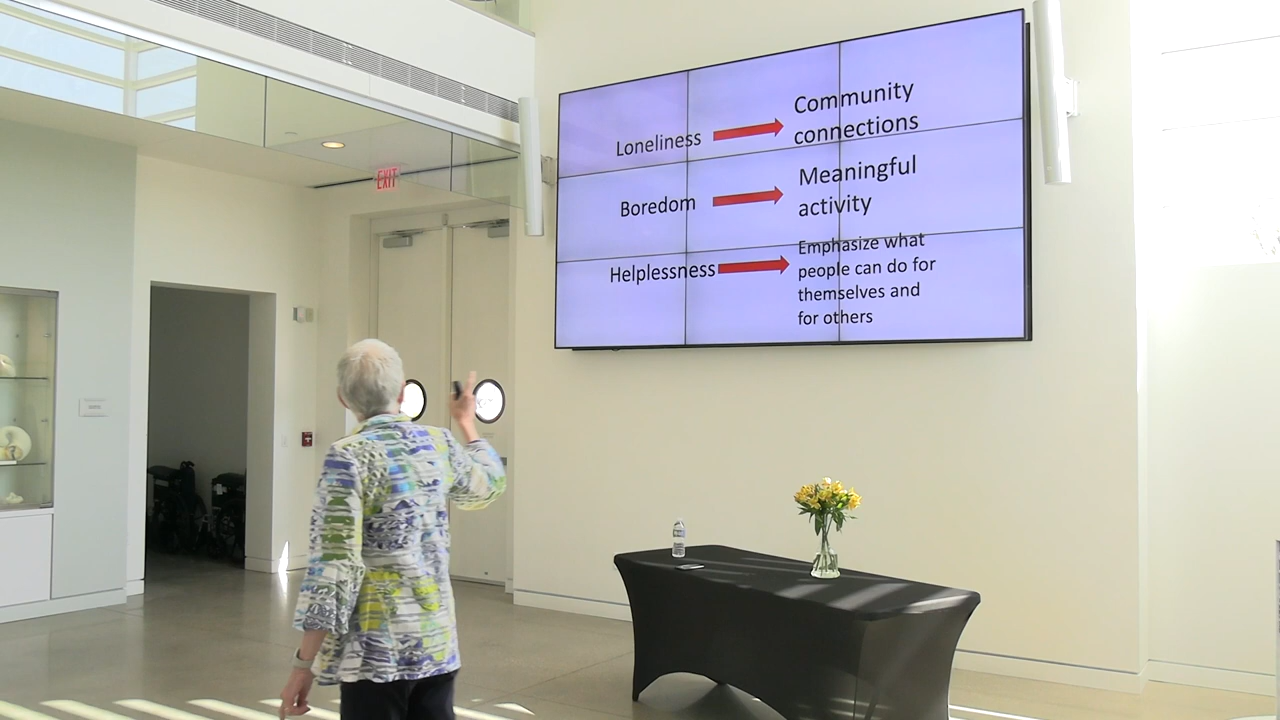 EXIT
Loneliness
Community
connections
Boredom
Meaningful
activity
Helplessness
Emphasize what
people can do for
themselves and
for others